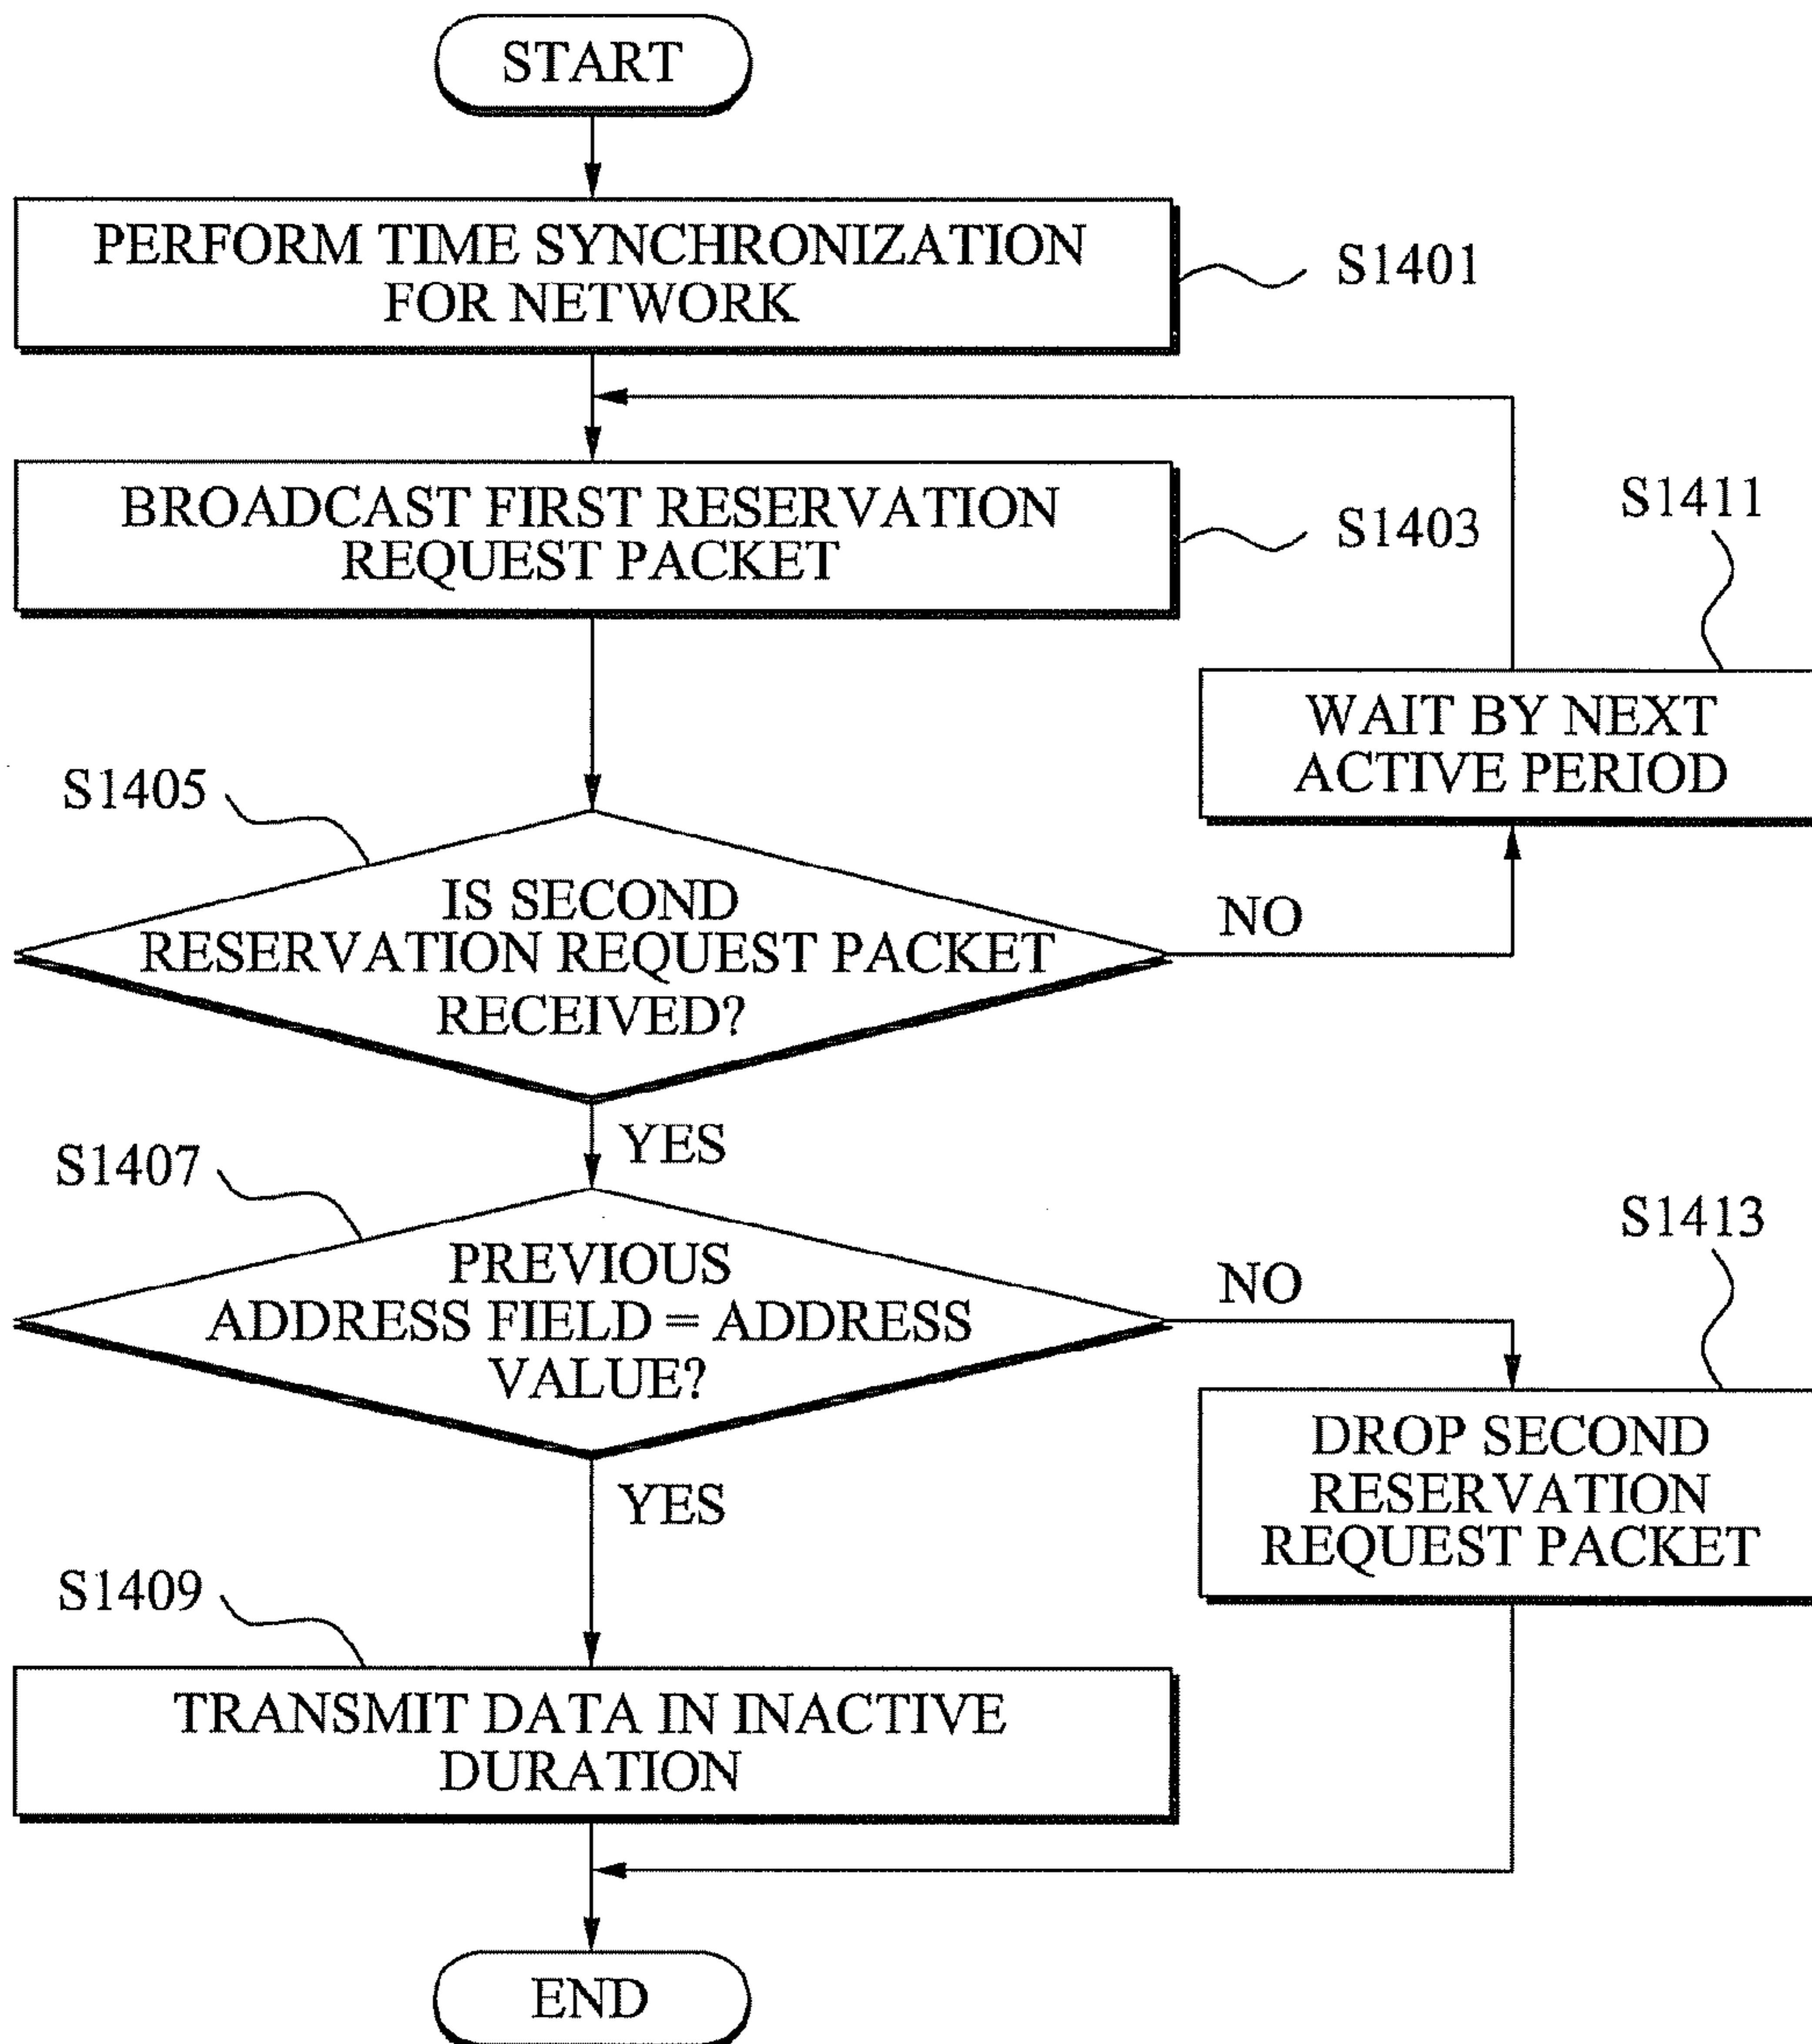 START
PERFORM TIME SYNCHRONIZATION
FOR NETWORK
S1401
BROADCAST FIRST RESERVATION
REQUEST PACKET
S1403
S1411
WAIT BY NEXT
ACTIVE PERIOD
S1405
IS SECOND
RESERVATION REQUEST PACKET
RECEIVED?
NO
YES
S1407
PREVIOUS
ADDRESS FIELD = ADDRESS
VALUE?
NO
S1413
DROP SECOND
RESERVATION
REQUEST PACKET
YES
S1409
TRANSMIT DATA IN INACTIVE
DURATION
END